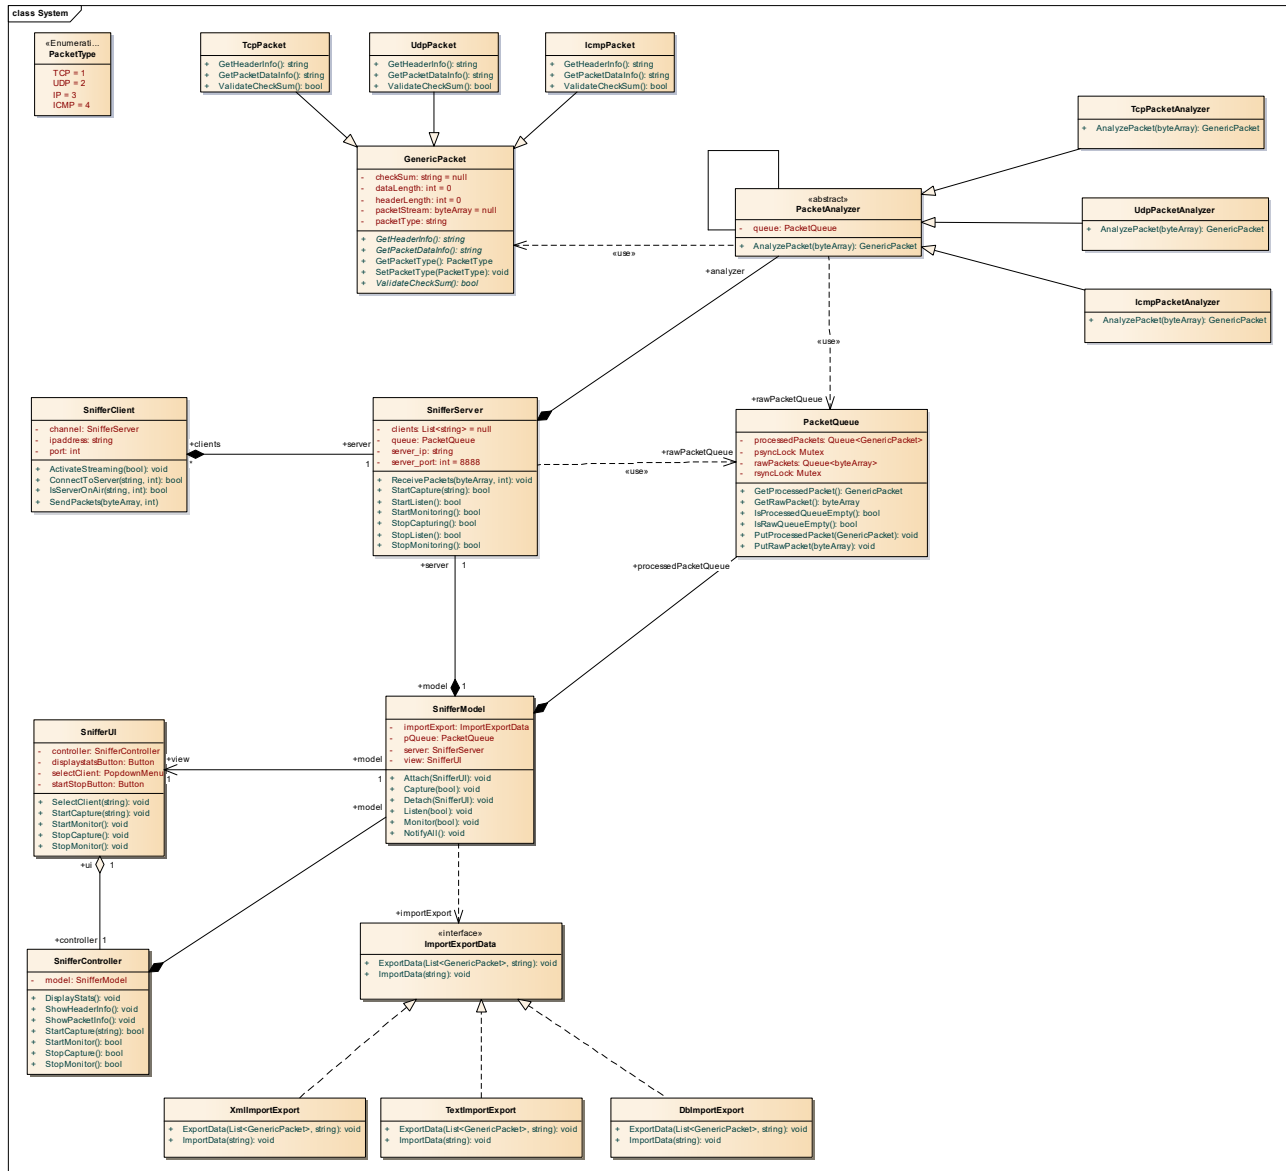 class System
«Enumerati...
PacketType
TCP = 1
UDP = 2
IP = 3
ICMP = 4
TcpPacket
+ GetHeaderInfo(): string
+ GetPacketDataInfo(): string
+ ValidateCheckSum(): bool
UdpPacket
+ GetHeaderInfo(): string
+ GetPacketDataInfo(): string
+ ValidateCheckSum(): bool
IcmpPacket
+ GetHeaderInfo(): string
+ GetPacketDataInfo(): string
+ ValidateCheckSum(): bool
GenericPacket
- checkSum: string = null
- dataLength: int = 0
- headerLength: int = 0
- packetStream: byteArray = null
- packetType: string
+ GetHeaderInfo(): string
+ GetPacketDataInfo(): string
+ GetPacketType(): PacketType
+ SetPacketType(PacketType): void
+ ValidateCheckSum(): bool
«abstract»
PacketAnalyzer
- queue: PacketQueue
+ AnalyzePacket(byteArray): GenericPacket
TcpPacketAnalyzer
+ AnalyzePacket(byteArray): GenericPacket
UdpPacketAnalyzer
+ AnalyzePacket(byteArray): GenericPacket
IcmpPacketAnalyzer
+ AnalyzePacket(byteArray): GenericPacket
«use»
+analyzer
«use»
+rawPacketQueue
SnifferClient
- channel: SnifferServer
- ipaddress: string
- port: int
+ ActivateStreaming(bool): void
+ ConnectToServer(string, int): bool
+ IsServerOnAir(string, int): bool
+ SendPackets(byteArray, int)
+clients
*
+server
1
SnifferServer
- clients: List<string> = null
- queue: PacketQueue
- server_ip: string
- server_port: int = 8888
+ ReceivePackets(byteArray, int): void
+ StartCapture(string): bool
+ StartListen(): bool
+ StartMonitoring(): bool
+ StopCapturing(): bool
+ StopListen(): bool
+ StopMonitoring(): bool
+rawPacketQueue
«use»
PacketQueue
- processedPackets: Queue<GenericPacket>
- psyncLock: Mutex
- rawPackets: Queue<byteArray>
- rsyncLock: Mutex
+ GetProcessedPacket(): GenericPacket
+ GetRawPacket(): byteArray
+ IsProcessedQueueEmpty(): bool
+ IsRawQueueEmpty(): bool
+ PutProcessedPacket(GenericPacket): void
+ PutRawPacket(byteArray): void
+server 1
+processedPacketQueue
+model 1
SnifferModel
- importExport: ImportExportData
- pQueue: PacketQueue
- server: SnifferServer
- view: SnifferUI
+ Attach(SnifferUI): void
+ Capture(bool): void
+ Detach(SnifferUI): void
+ Listen(bool): void
+ Monitor(bool): void
+ NotifyAll(): void
SnifferUI
- controller: SnifferController
- displaystatsButton: Button
- selectClient: PopdownMenu
- startStopButton: Button
+ SelectClient(string): void
+ StartCapture(string): void
+ StartMonitor(): void
+ StopCapture(): void
+ StopMonitor(): void
+view
1
+model
1
+model
+ui 1
+controller 1
SnifferController
- model: SnifferModel
+ DisplayStats(): void
+ ShowHeaderInfo(): void
+ ShowPacketInfo(): void
+ StartCapture(string): bool
+ StartMonitor(): bool
+ StopCapture(): bool
+ StopMonitor(): bool
+importExport
«interface»
ImportExportData
+ ExportData(List<GenericPacket>, string): void
+ ImportData(string): void
XmlImportExport
+ ExportData(List<GenericPacket>, string): void
+ ImportData(string): void
TextImportExport
+ ExportData(List<GenericPacket>, string): void
+ ImportData(string): void
DbImportExport
+ ExportData(List<GenericPacket>, string): void
+ ImportData(string): void